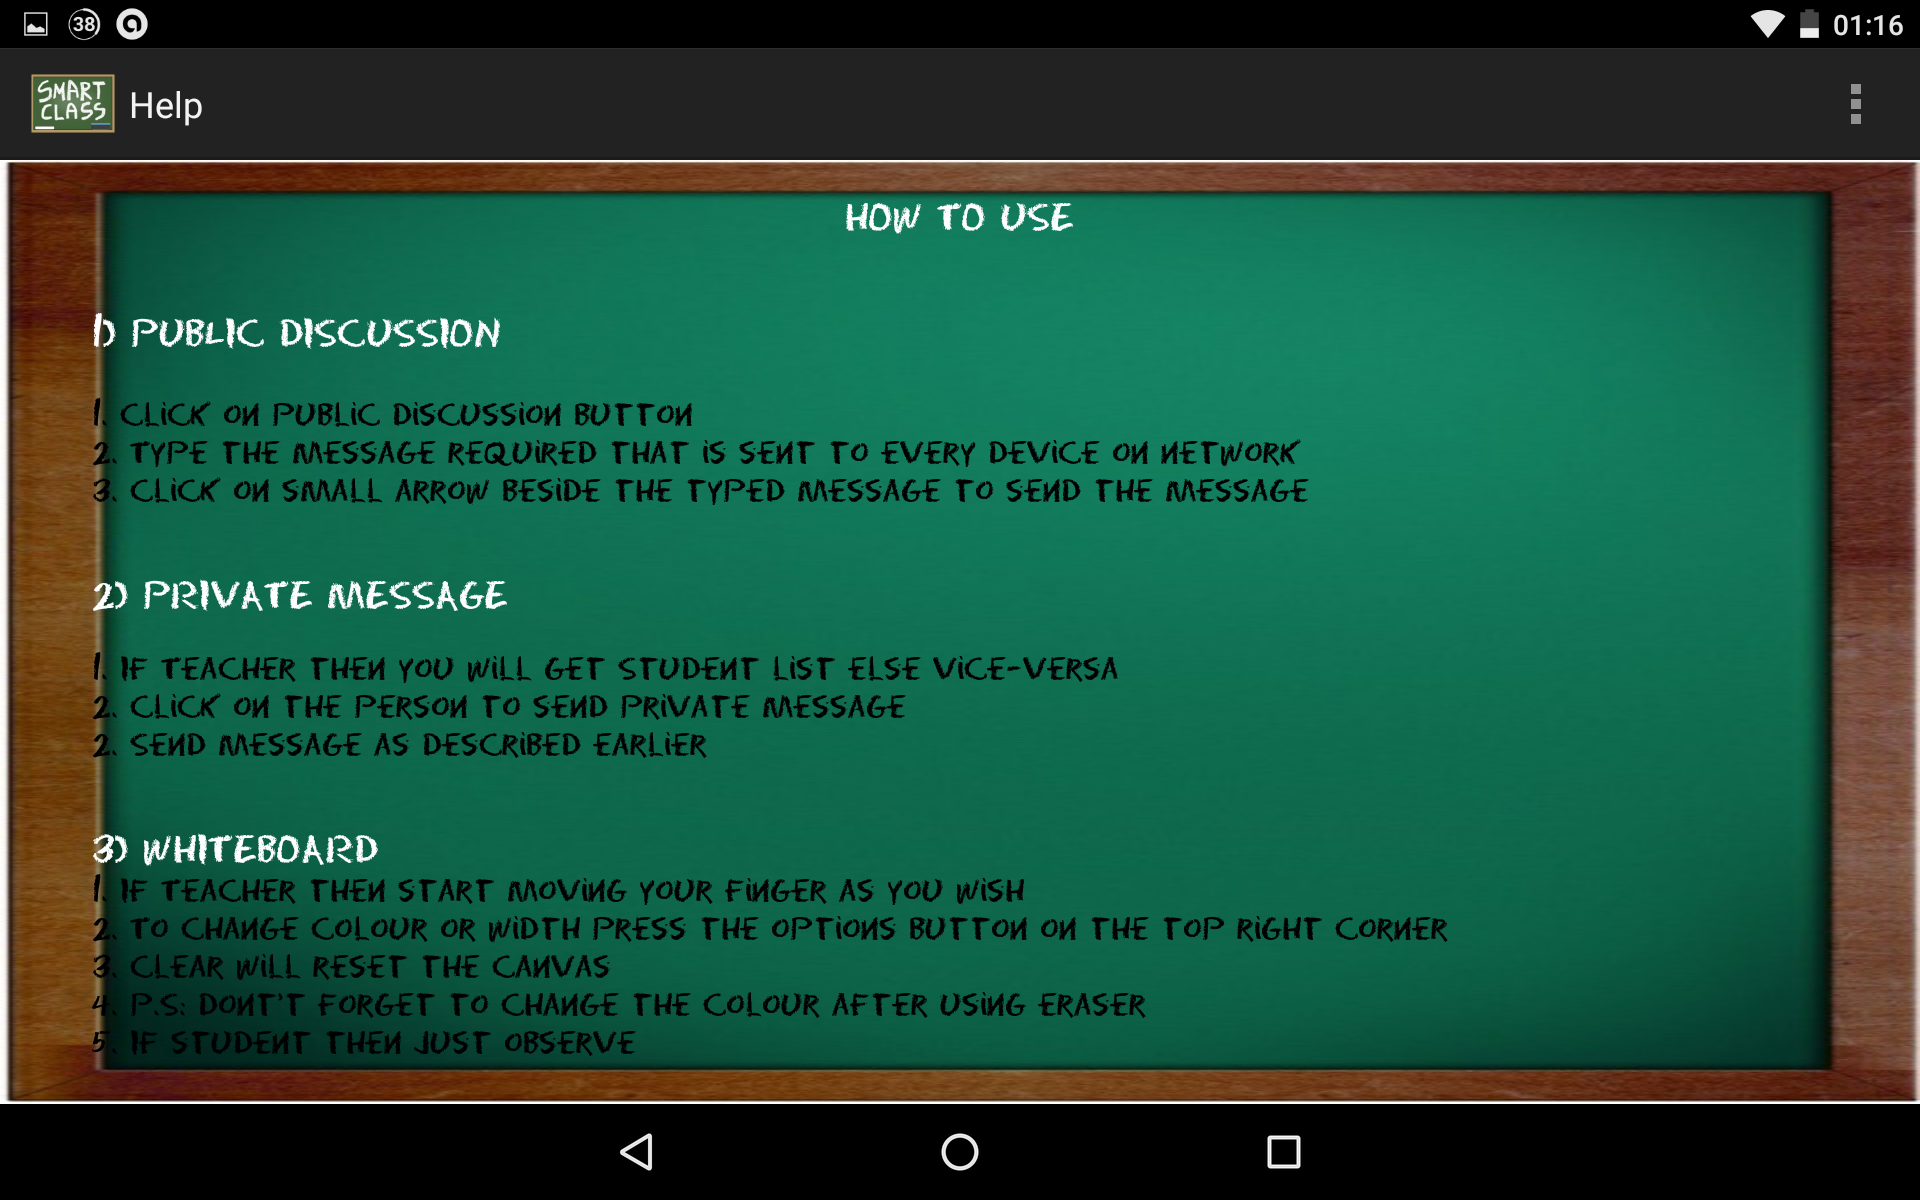 38
01:16
SMART
CLASS
Help
HOW TO USE
1) PUBLIC DISCUSSION
1. CLiCK ON PUBLiC DiSCUSSiON BUTTON
2. TYPE THE MESSAGE REQUiRED THAT iS SENT TO EVERY DEViCE ON NETWORK
3. CLiCK ON SMALL ARROW BESiDE THE TYPED MESSAGE TO SEND THE MESSAGE
2) PRIVATE MESSAGE
1. IF TEACHER THEN YOU WiLL GET STUDENT LiST ELSE ViCE-VERSA
2. CLiCK ON THE PERSON TO SEND PRiVATE MESSAGE
2. SEND MESSAGE AS DESCRiBED EARLiER
3) WHITEBOARD
1. IF TEACHER THEN START MOViNG YOUR FiNGER AS YOU WiSH
2. TO CHANGE COLOUR OR WiDTH PRESS THE OPTiONS BUTTON ON THE TOP RiGHT CORNER
3. CLEAR WiLL RESET THE CANVAS
4. P.S: DONT'T FORGET TO CHANGE THE COLOUR AFTER USiNG ERASER
5. IF STUDENT THEN JUST OBSERVE